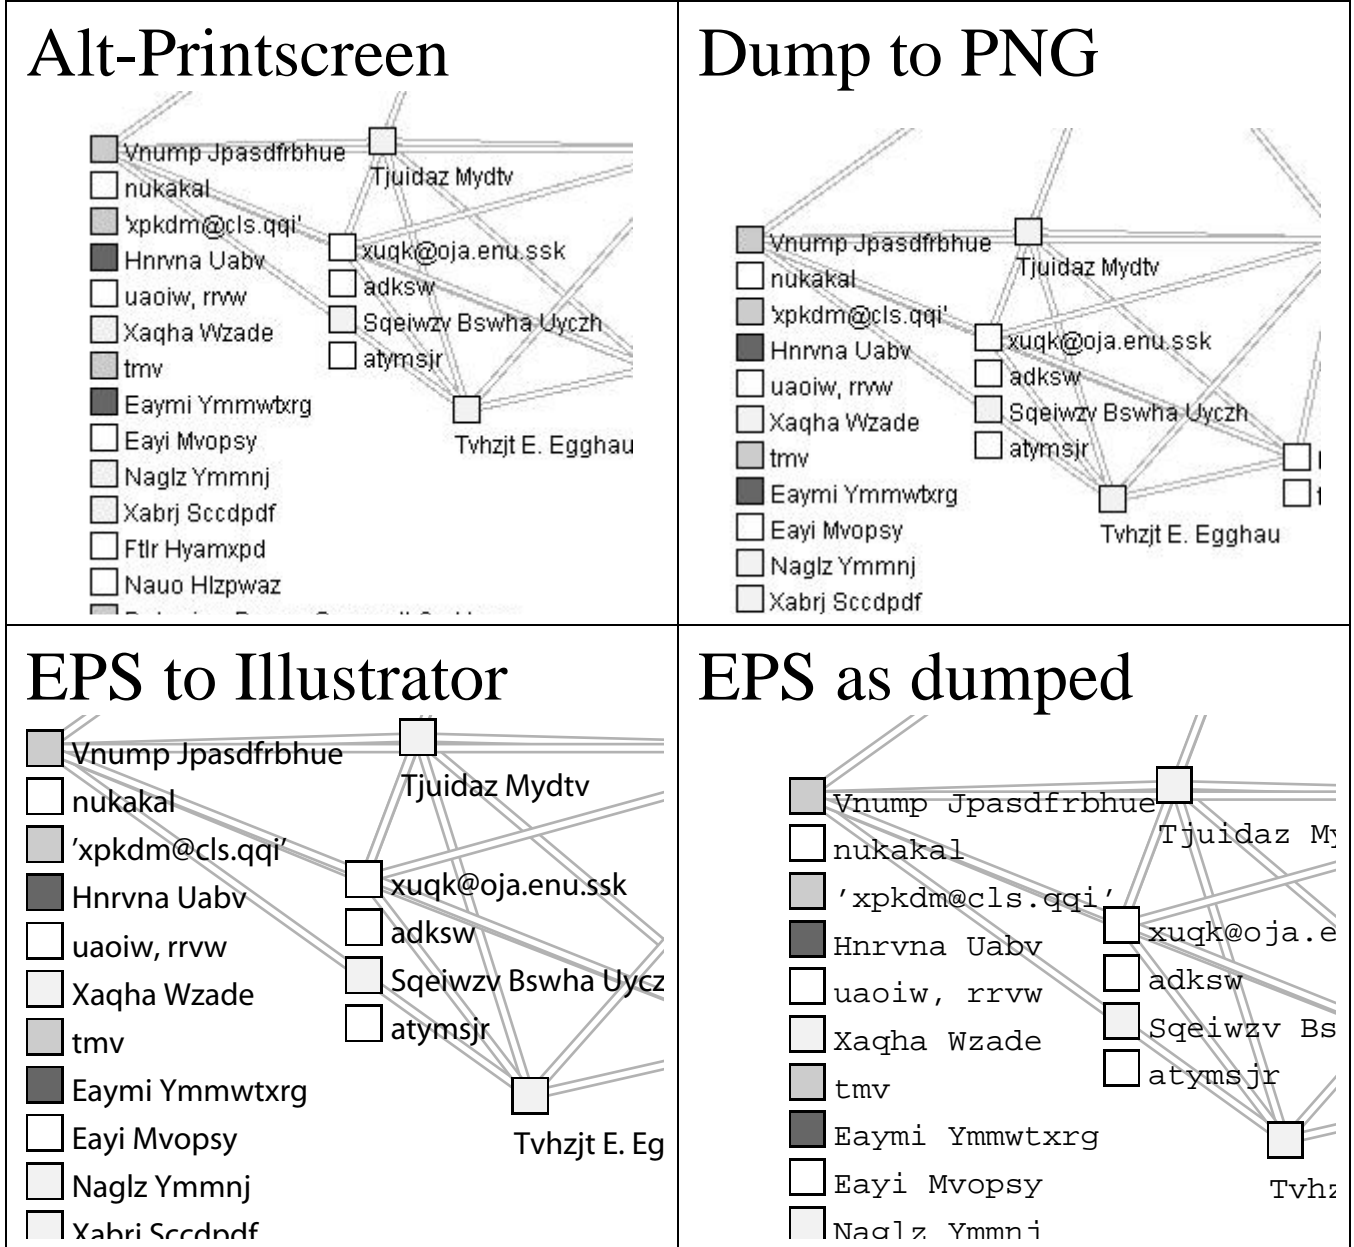 Alt-Printscreen
Vnump Jpasdfrbhue
nukakal
'xpkdm@cls.qqi'
Hnrvna Uabv
uaoiw, rrvw
Xaqha Wzade
tmv
Eaymi Ymmwtxrg
Eayi Mvopsy
Naglz Ymmnj
Xabrj Sccdpdf
Ftlr Hyamxpd
Nauo Hlzpwaz
Tjuidaz Mydtv
xuqk@oja.enu.ssk
adksw
Sqeiwzv Bswha Uyczh
atymsjr
Tvhzjt E. Egghau
Dump to PNG
Vnump Jpasdfrbhue
nukakal
'xpkdm@cls.qqi'
Hnrvna Uabv
uaoiw, rrvw
Xaqha Wzade
tmv
Eaymi Ymmwtxrg
Eayi Mvopsy
Naglz Ymmnj
Xabrj Sccdpdf
Tjuidaz Mydtv
xuqk@oja.enu.ssk
adksw
Sqeiwzv Bswha Uyczh
atymsjr
Tvhzjt E. Egghau
EPS to Illustrator
Vnump Jpasdfrbhue
nukakal
’xpkdm@cls.qqi’
Hnrvna Uabv
uaoiw, rrvw
Xaqha Wzade
tmv
Eaymi Ymmwtxrg
Eayi Mvopsy
Naglz Ymmnj
Xabrj Sccdpdf
Tjuidaz Mydtv
xuqk@oja.enu.ssk
adksw
Sqeiwzv Bswha Uycz
atymsjr
Tvhzjt E. Eg
EPS as dumped
Vnump Jpasdfrbhue
nukakal
’xpkdm@cls.qqi’
Hnrvna Uabv
uaoiw, rrvw
Xaqha Wzade
tmv
Eaymi Ymmwtxrg
Eayi Mvopsy
Naglz Ymmnj
Tjuidaz My
xuqk@oja.e
adksw
Sqeiwzv Bs
atymsjr
Tvhz